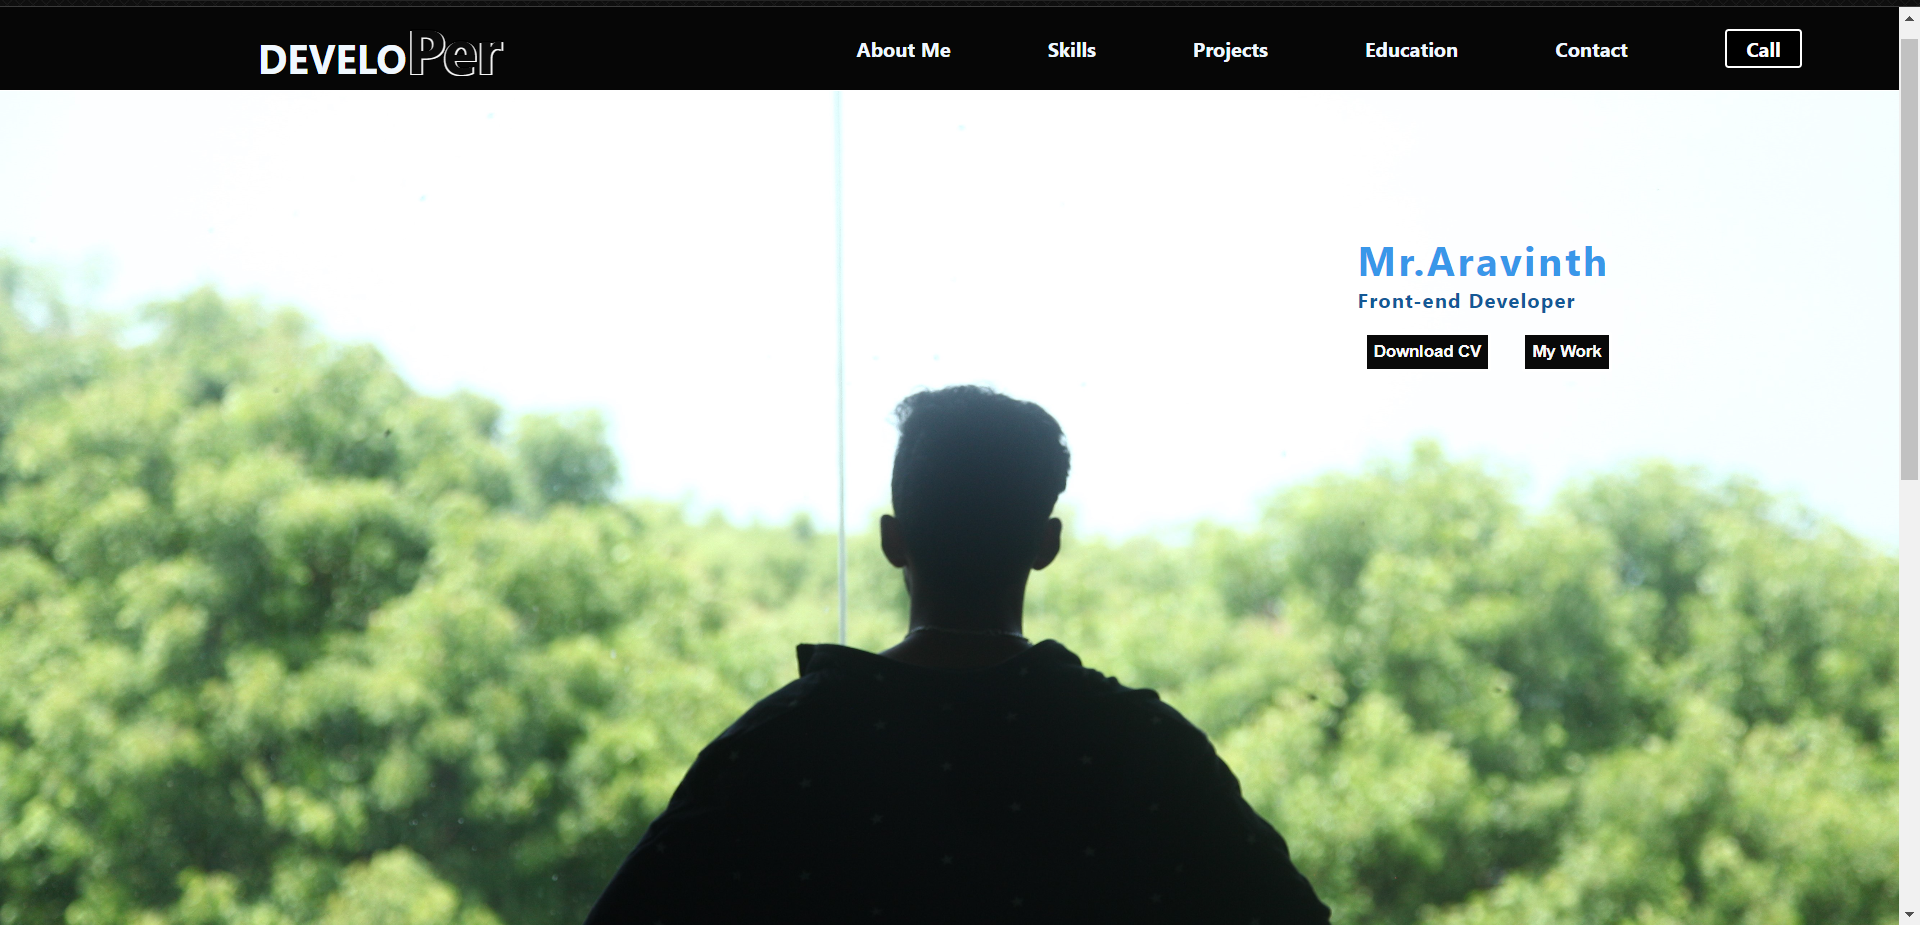 DEVELOPer About Me Skills Projects Education Contact Call
Mr.Aravinth
Front-end Developer
Download CV My Work